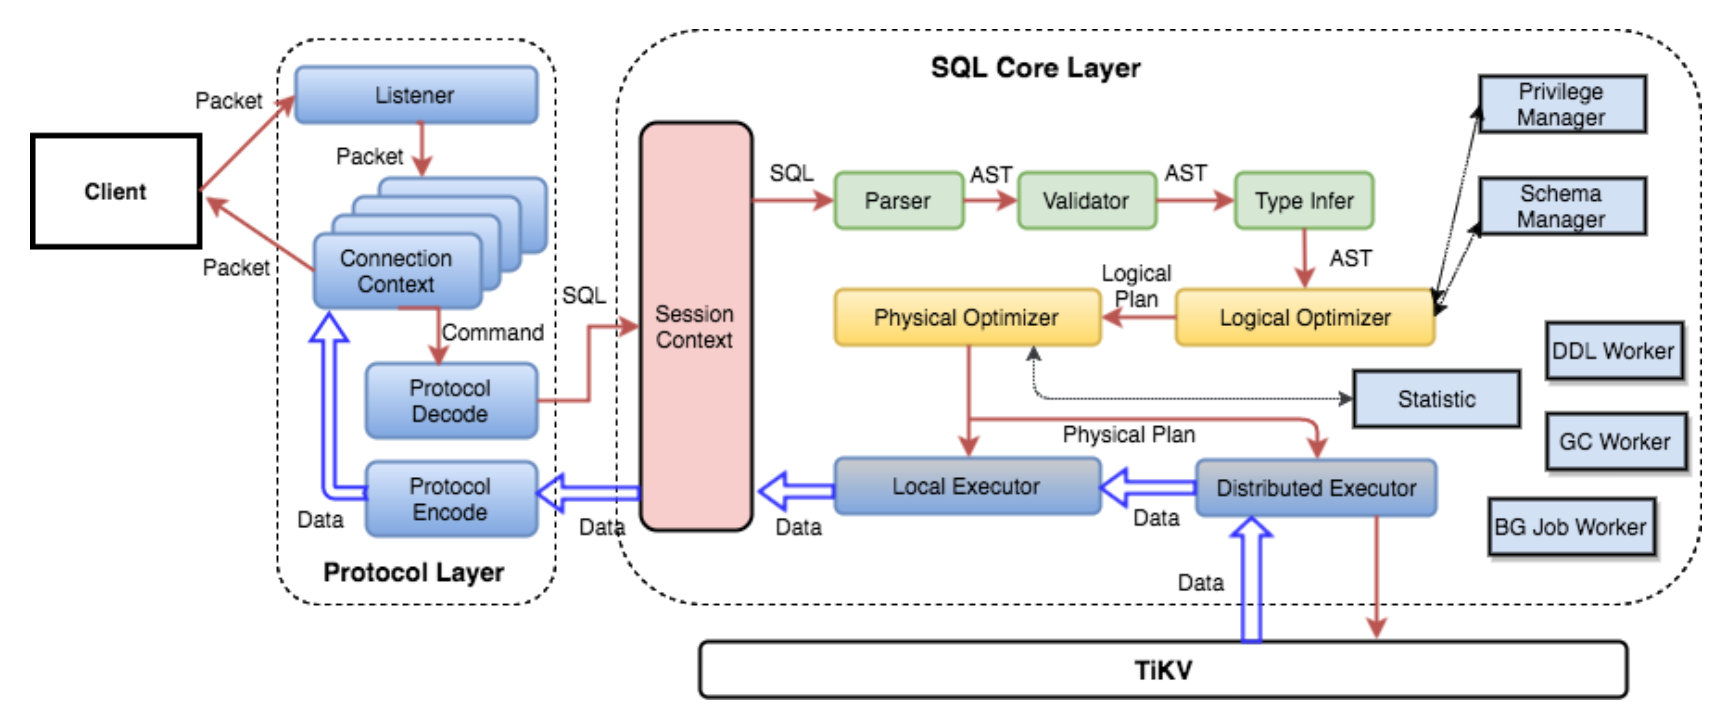 SQL Core Layer
Packet
Listener
Privilege
Manager
Packet
Client
SQL
Parser
AST
Validator
AST
Type Infer
Schema
Manager
Connection
Context
Packet
AST
Logical
Plan
SQL
Session
Context
Physical Optimizer
Logical Optimizer
Command
DDL Worker
Protocol
Decode
Statistic
Physical Plan
GC Worker
Protocol
Encode
Local Executor
Distributed Executor
Data
Data
Data
Data
BG Job Worker
Protocol Layer
Data
TiKV